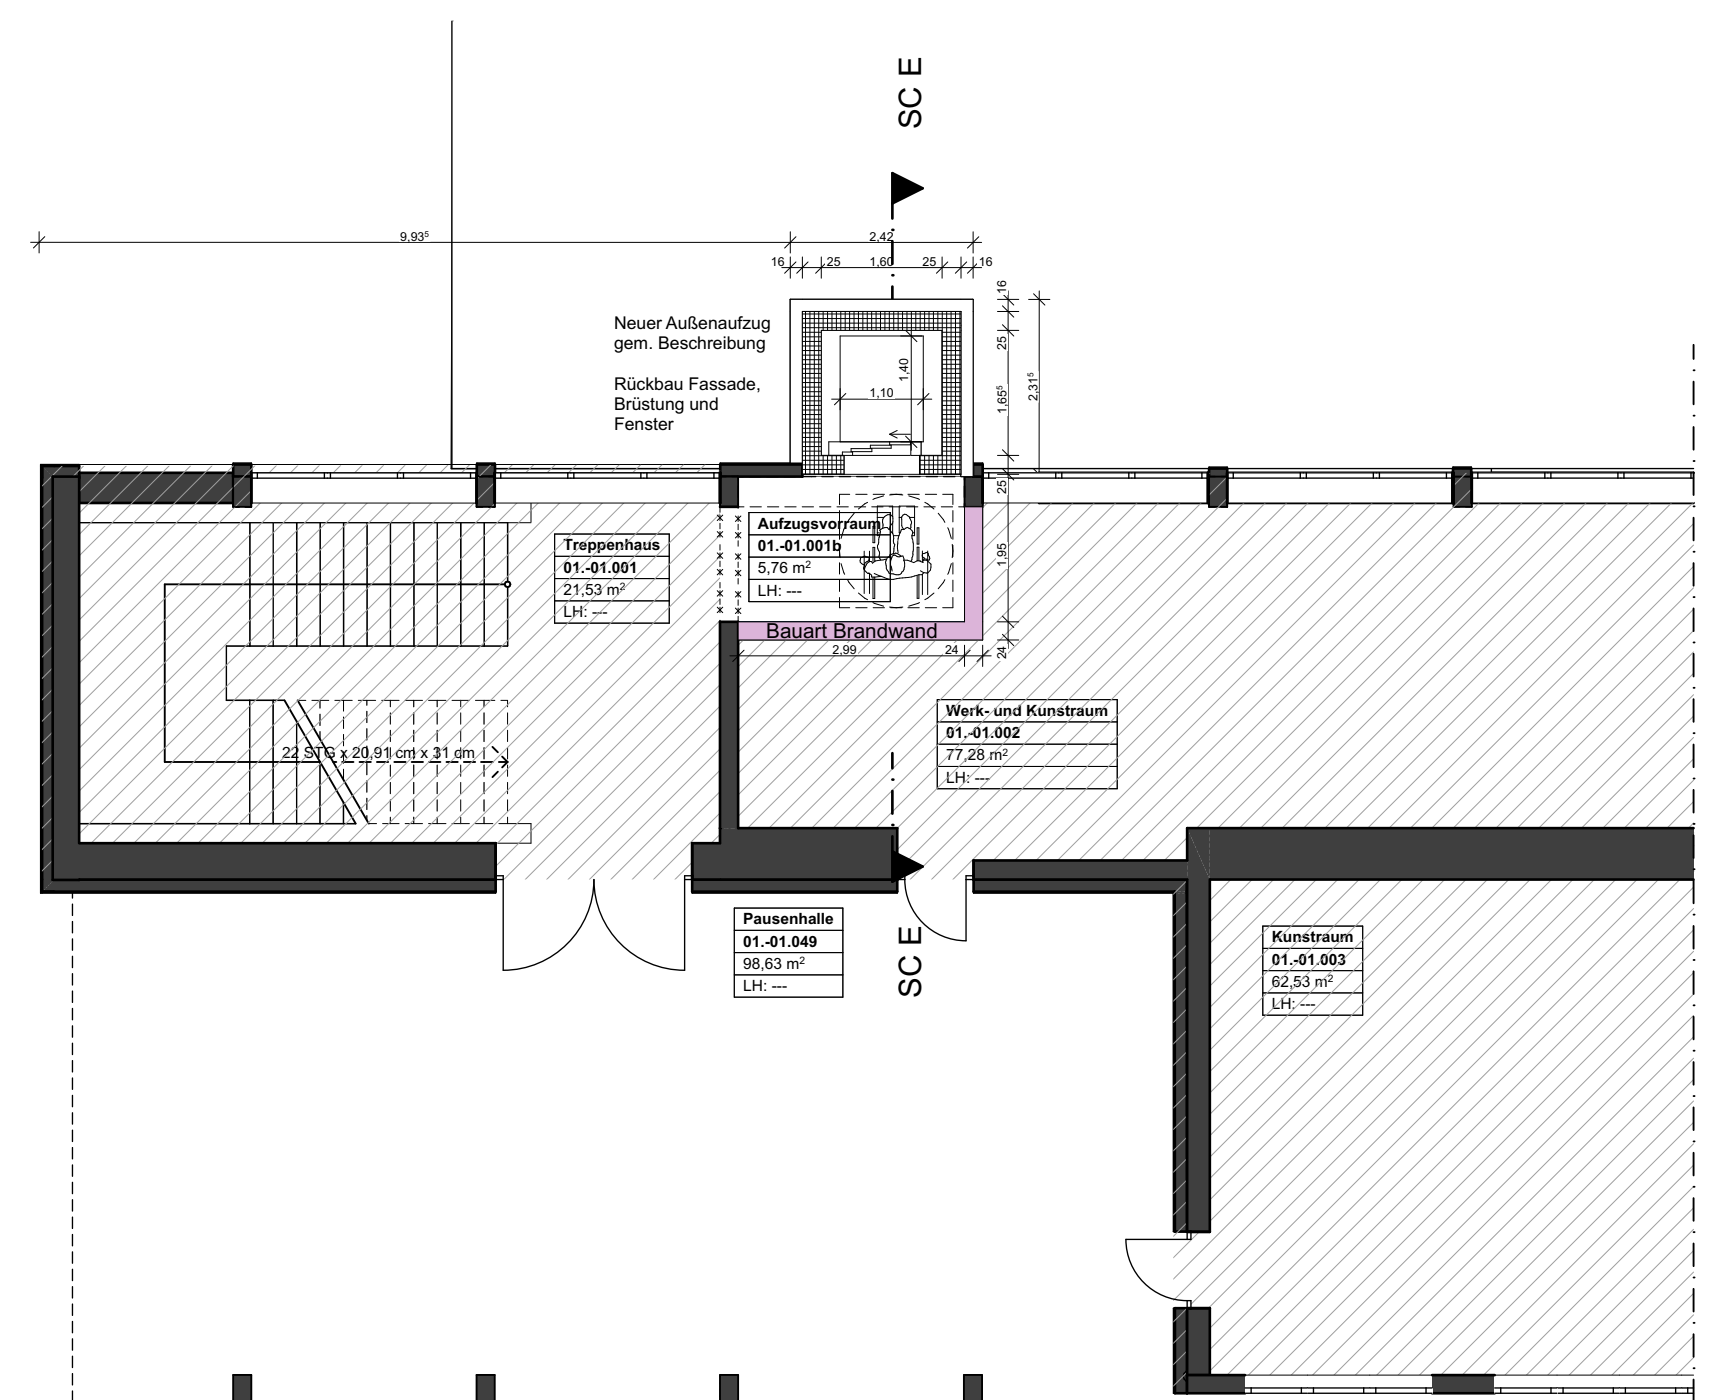 SC E
9,93⁵
2,42
16
25
1,60
25
16
16
25
1,65⁵
2,31⁵
25
1,95
24
Neuer Außenaufzug
gem. Beschreibung
Rückbau Fassade,
Brüstung und
Fenster
1,40
1,10
Treppenhaus
01.-01.001
21,53 m²
LH: ---
Aufzugsvorraum
01.-01.001b
5,76 m²
LH: ---
Bauart Brandwand
2,99
24
22 STG x 20,91 cm x 31 cm
Werk- und Kunstraum
01.-01.002
77,28 m²
LH: ---
Pausenhalle
01.-01.049
98,63 m²
LH: ---
SC E
Kunstraum
01.-01.003
62,53 m²
LH: ---